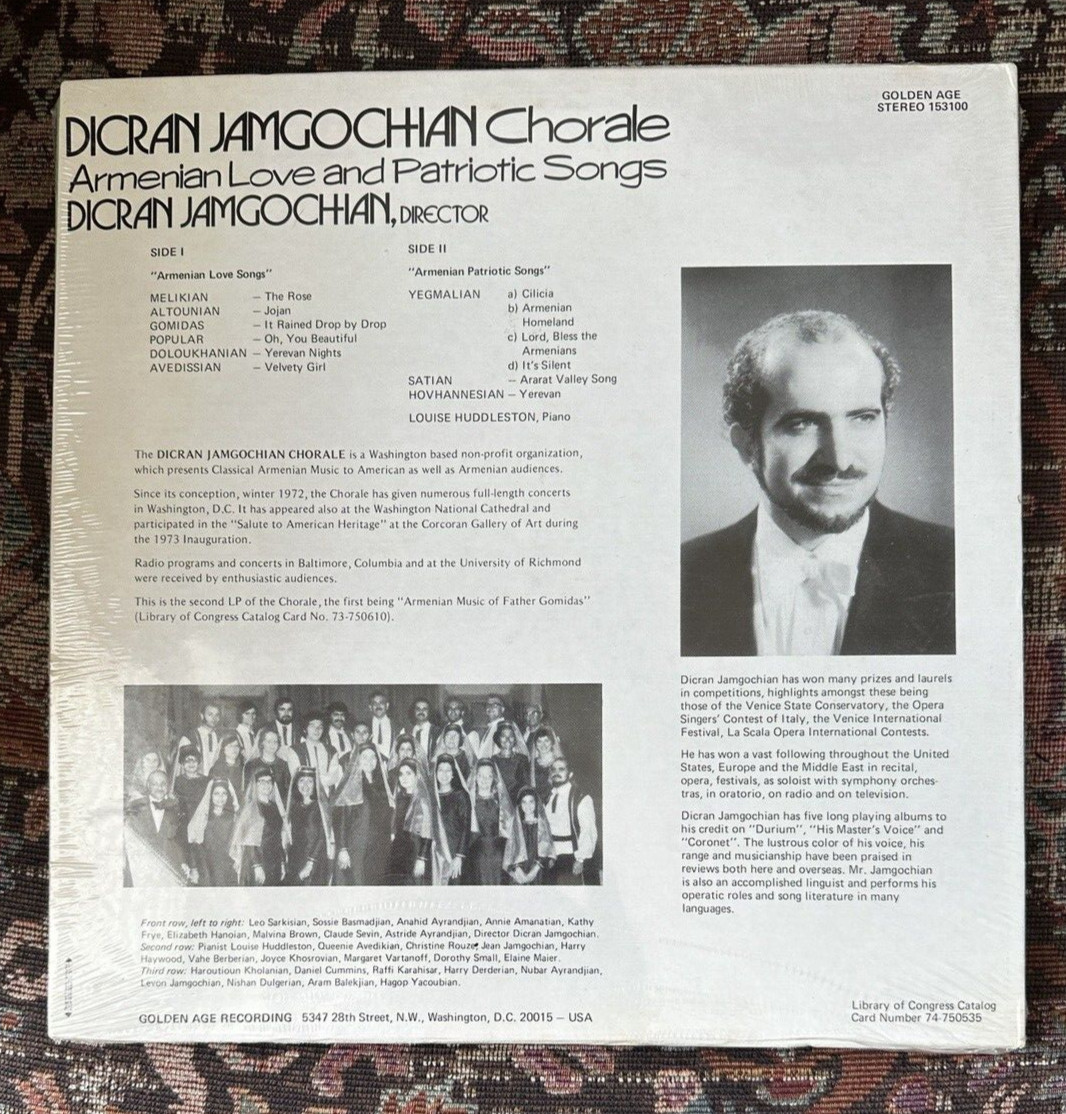 GOLDEN AGE
STEREO 153100
DICRAN JAMGOCHIAN Chorale
Armenian Love and Patriotic Songs
DICRAN JAMGOCHIAN, DIRECTOR
SIDE I
"Armenian Love Songs"
MELIKIAN – The Rose
ALTOUNIAN – Jojan
GOMIDAS – It Rained Drop by Drop
POPULAR – Oh, You Beautiful
DOLOUKHANIAN – Yerevan Nights
AVEDISSIAN – Velvety Girl
SIDE II
"Armenian Patriotic Songs"
YEGMALIAN a) Cilicia
b) Armenian
Homeland
c) Lord, Bless the
Armenians
d) It's Silent
SATIAN – Ararat Valley Song
HOVHANNESIAN – Yerevan
LOUISE HUDDLESTON, Piano
The DICRAN JAMGOCHIAN CHORALE is a Washington based non-profit organization,
which presents Classical Armenian Music to American as well as Armenian audiences.
Since its conception, winter 1972, the Chorale has given numerous full-length concerts
in Washington, D.C. It has appeared also at the Washington National Cathedral and
participated in the "Salute to American Heritage" at the Corcoran Gallery of Art during
the 1973 Inauguration.
Radio programs and concerts in Baltimore, Columbia and at the University of Richmond
were received by enthusiastic audiences.
This is the second LP of the Chorale, the first being "Armenian Music of Father Gomidas"
(Library of Congress Catalog Card No. 73-750610).
Front row, left to right: Leo Sarkisian, Sossie Basmadjian, Anahid Ayrandjian, Annie Amanatian, Kathy
Frye, Elizabeth Hanoian, Malvina Brown, Claude Sevin, Astride Ayrandjian, Director Dicran Jamgochian.
Second row: Pianist Louise Huddleston, Queenie Avedikian, Christine Rouze, Jean Jamgochian, Harry
Haywood, Vahe Berberian, Joyce Khosrovian, Margaret Vartanoff, Dorothy Small, Elaine Maier.
Third row: Haroutioun Kholanian, Daniel Cummins, Raffi Karahisar, Harry Derderian, Nubar Ayrandjian,
Levon Jamgochian, Nishan Dulgerian, Aram Balekjian, Hagop Yacoubian.
GOLDEN AGE RECORDING 5347 28th Street, N.W., Washington, D.C. 20015 – USA
Dicran Jamgochian has won many prizes and laurels
in competitions, highlights amongst these being
those of the Venice State Conservatory, the Opera
Singers' Contest of Italy, the Venice International
Festival, La Scala Opera International Contests.
He has won a vast following throughout the United
States, Europe and the Middle East in recital,
opera, festivals, as soloist with symphony orches-
tras, in oratorio, on radio and on television.
Dicran Jamgochian has five long playing albums to
his credit on "Durium", "His Master's Voice" and
"Coronet". The lustrous color of his voice, his
range and musicianship have been praised in
reviews both here and overseas. Mr. Jamgochian
is also an accomplished linguist and performs his
operatic roles and song literature in many
languages.
Library of Congress Catalog
Card Number 74-750535